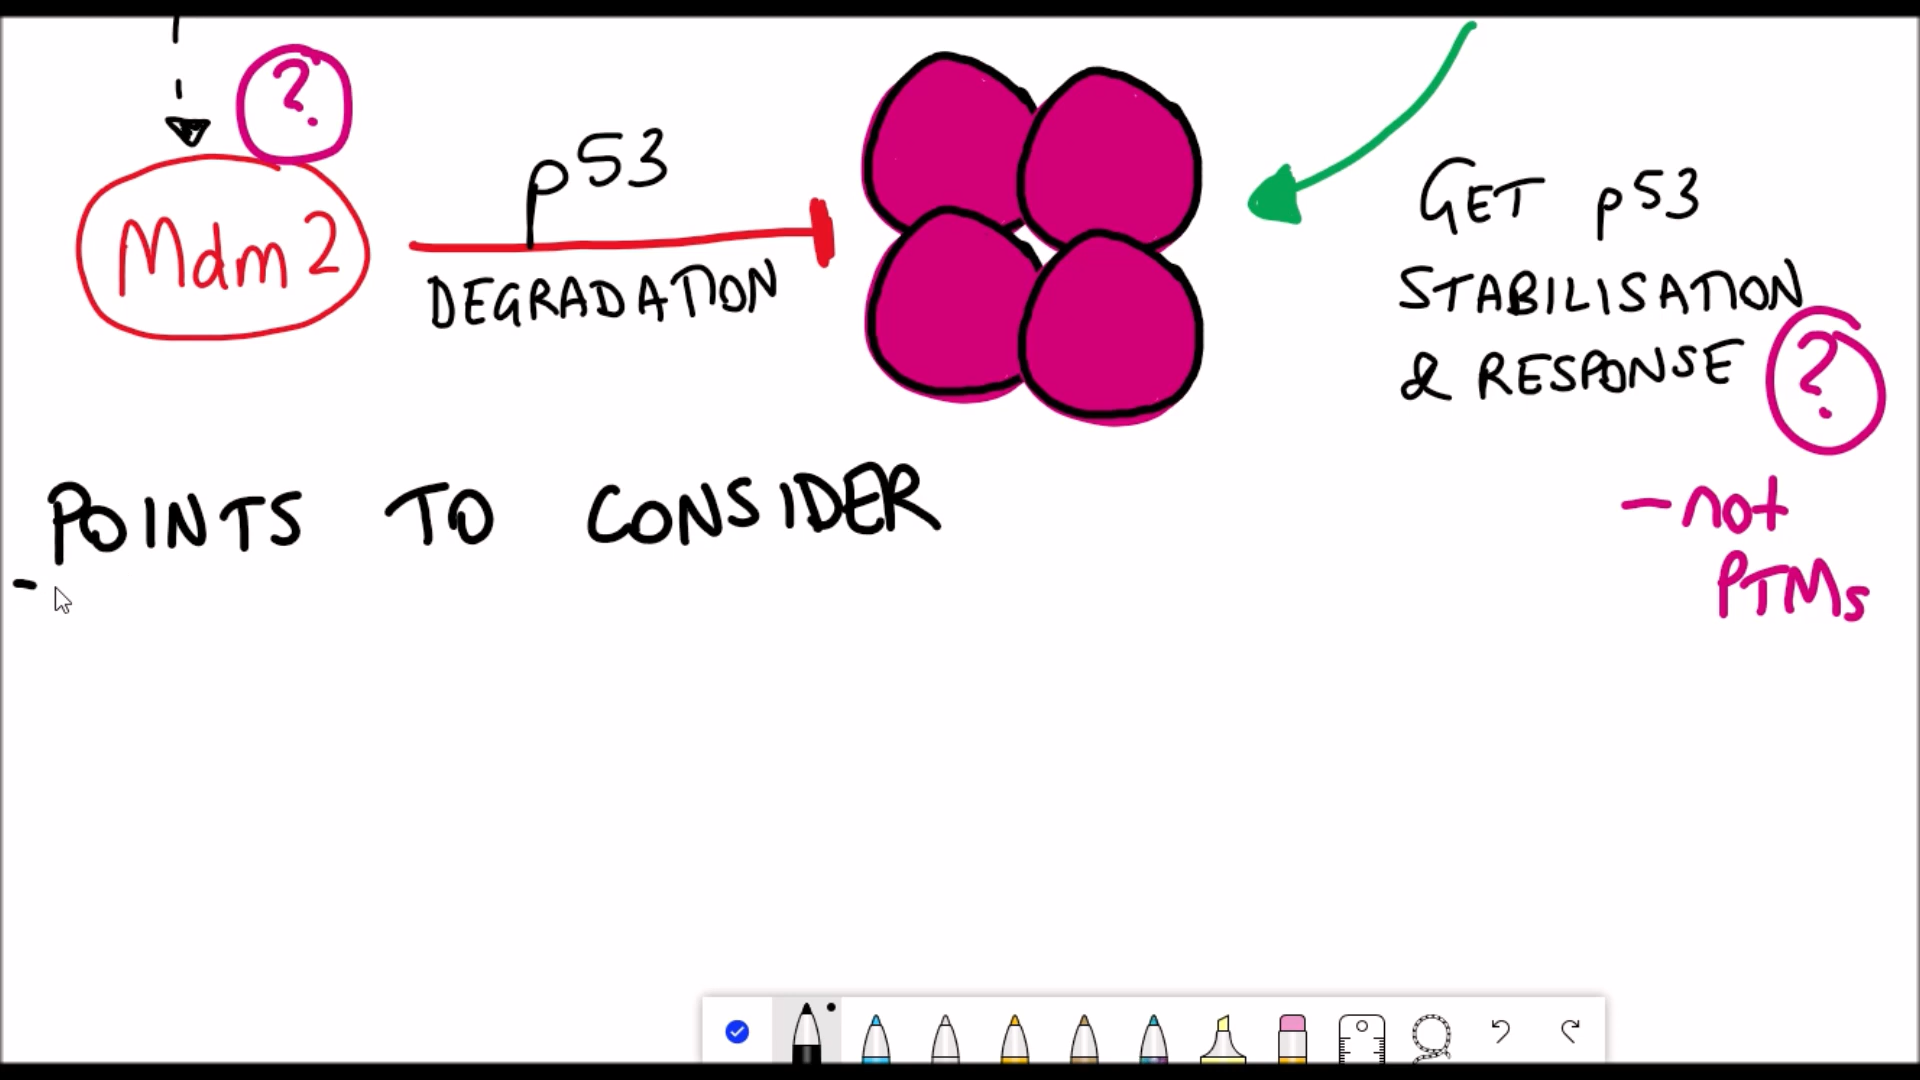 ?
Mdm2
p53
DEGRADATION
GET p53
STABILISATION
& RESPONSE
?
- not
PTMs
POINTS TO CONSIDER
-